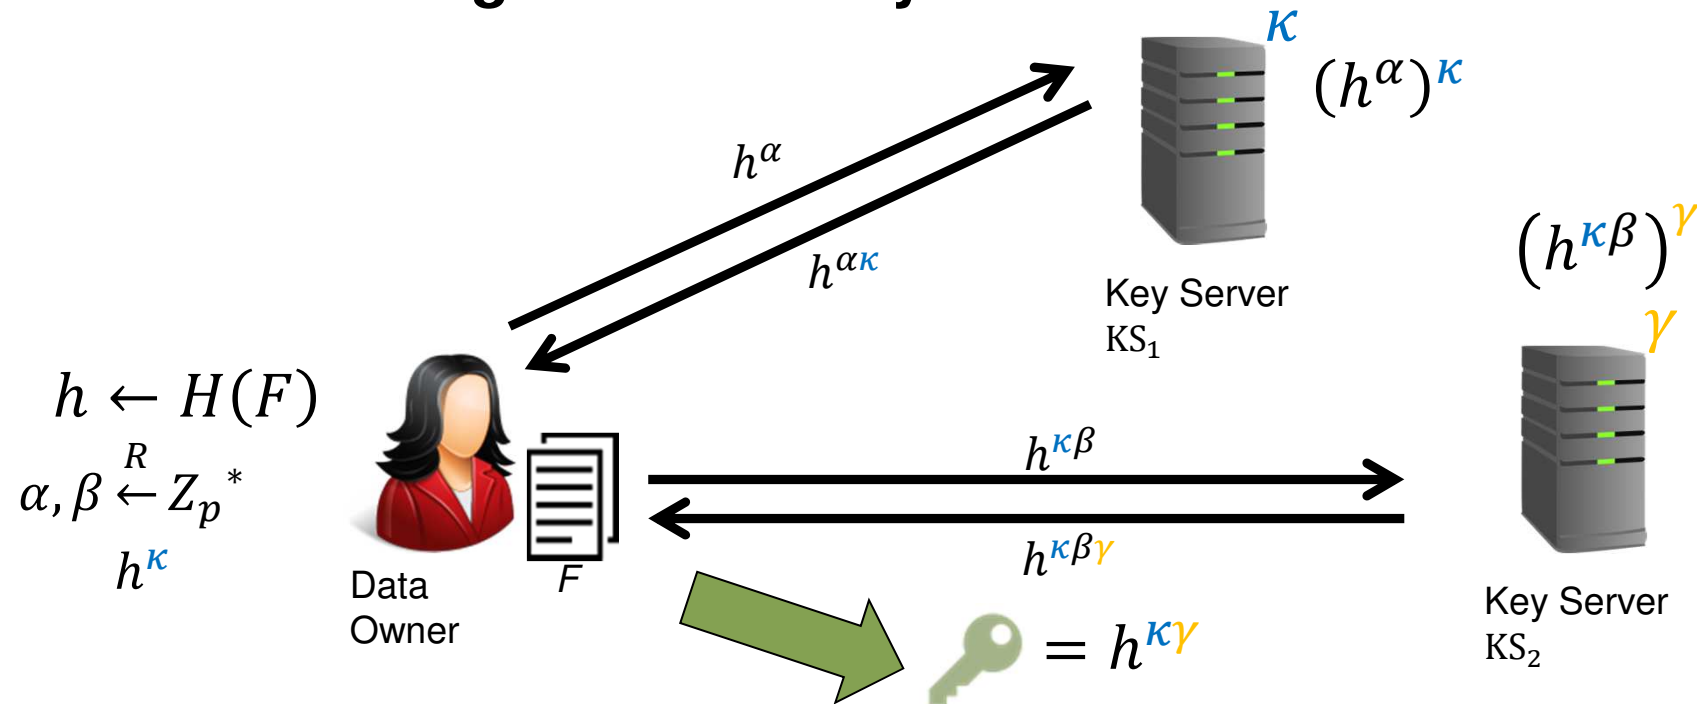 κ
(h^α)^κ
h^α
h^{ακ}
Key Server
KS₁
(h^{κβ})^γ
γ
h ← H(F)
α, β ←^R Z_p^*
h^κ
Data
Owner
F
h^{κβ}
h^{κβγ}
= h^{κγ}
Key Server
KS₂